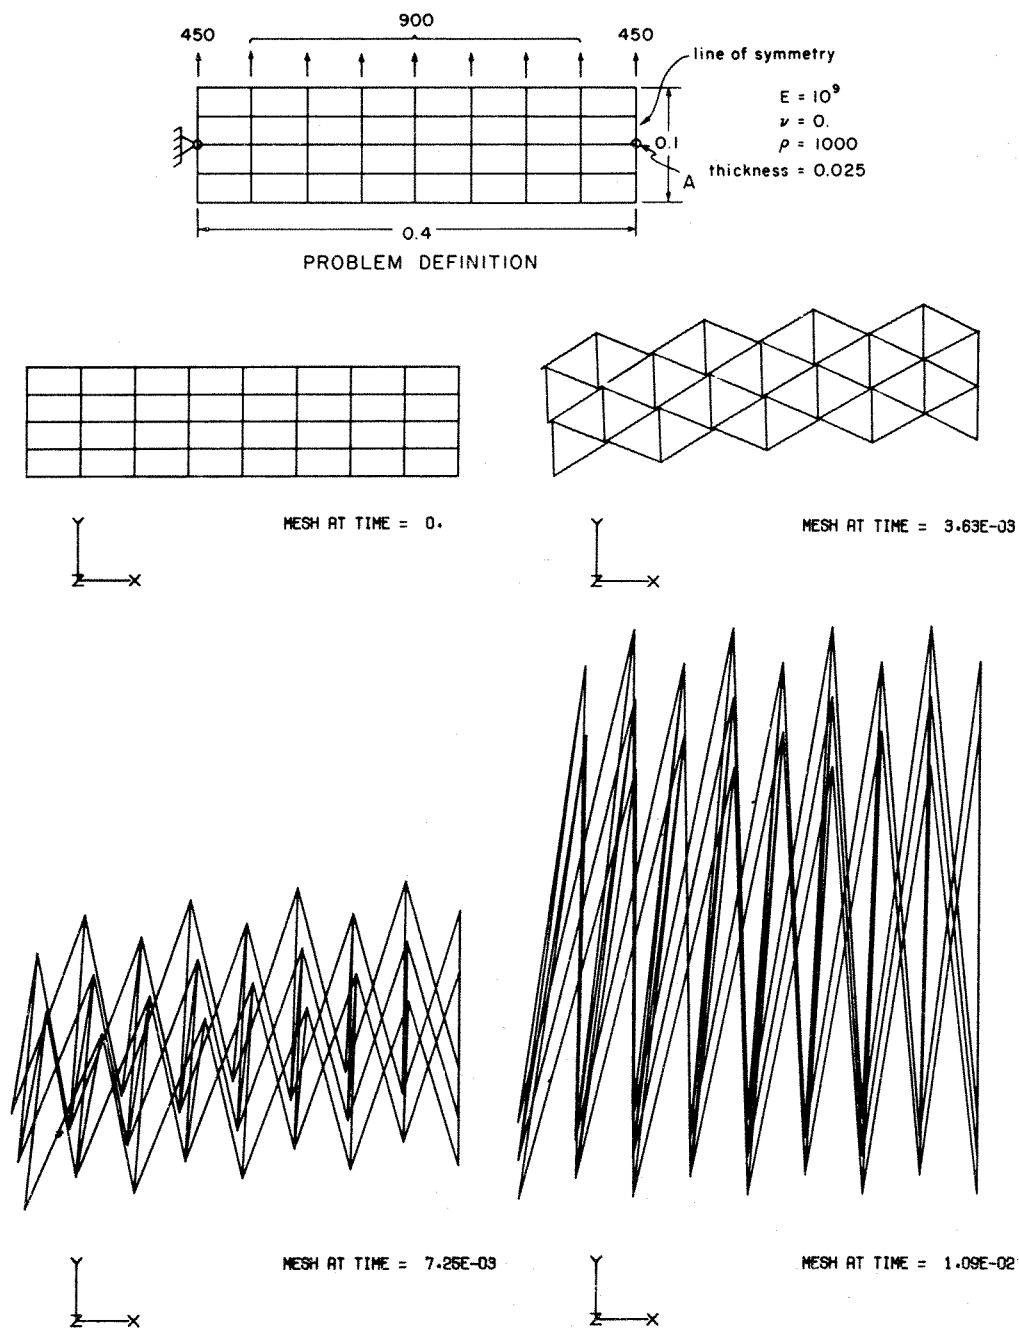 450
900
450
line of symmetry
E = 10⁹
ν = 0.
ρ = 1000
thickness = 0.025
0.1
A
0.4
PROBLEM DEFINITION
MESH AT TIME = 0.
Y
Z X
MESH AT TIME = 3.63E-03
Y
Z X
MESH AT TIME = 7.25E-03
Y
Z X
MESH AT TIME = 1.09E-02
Y
Z X